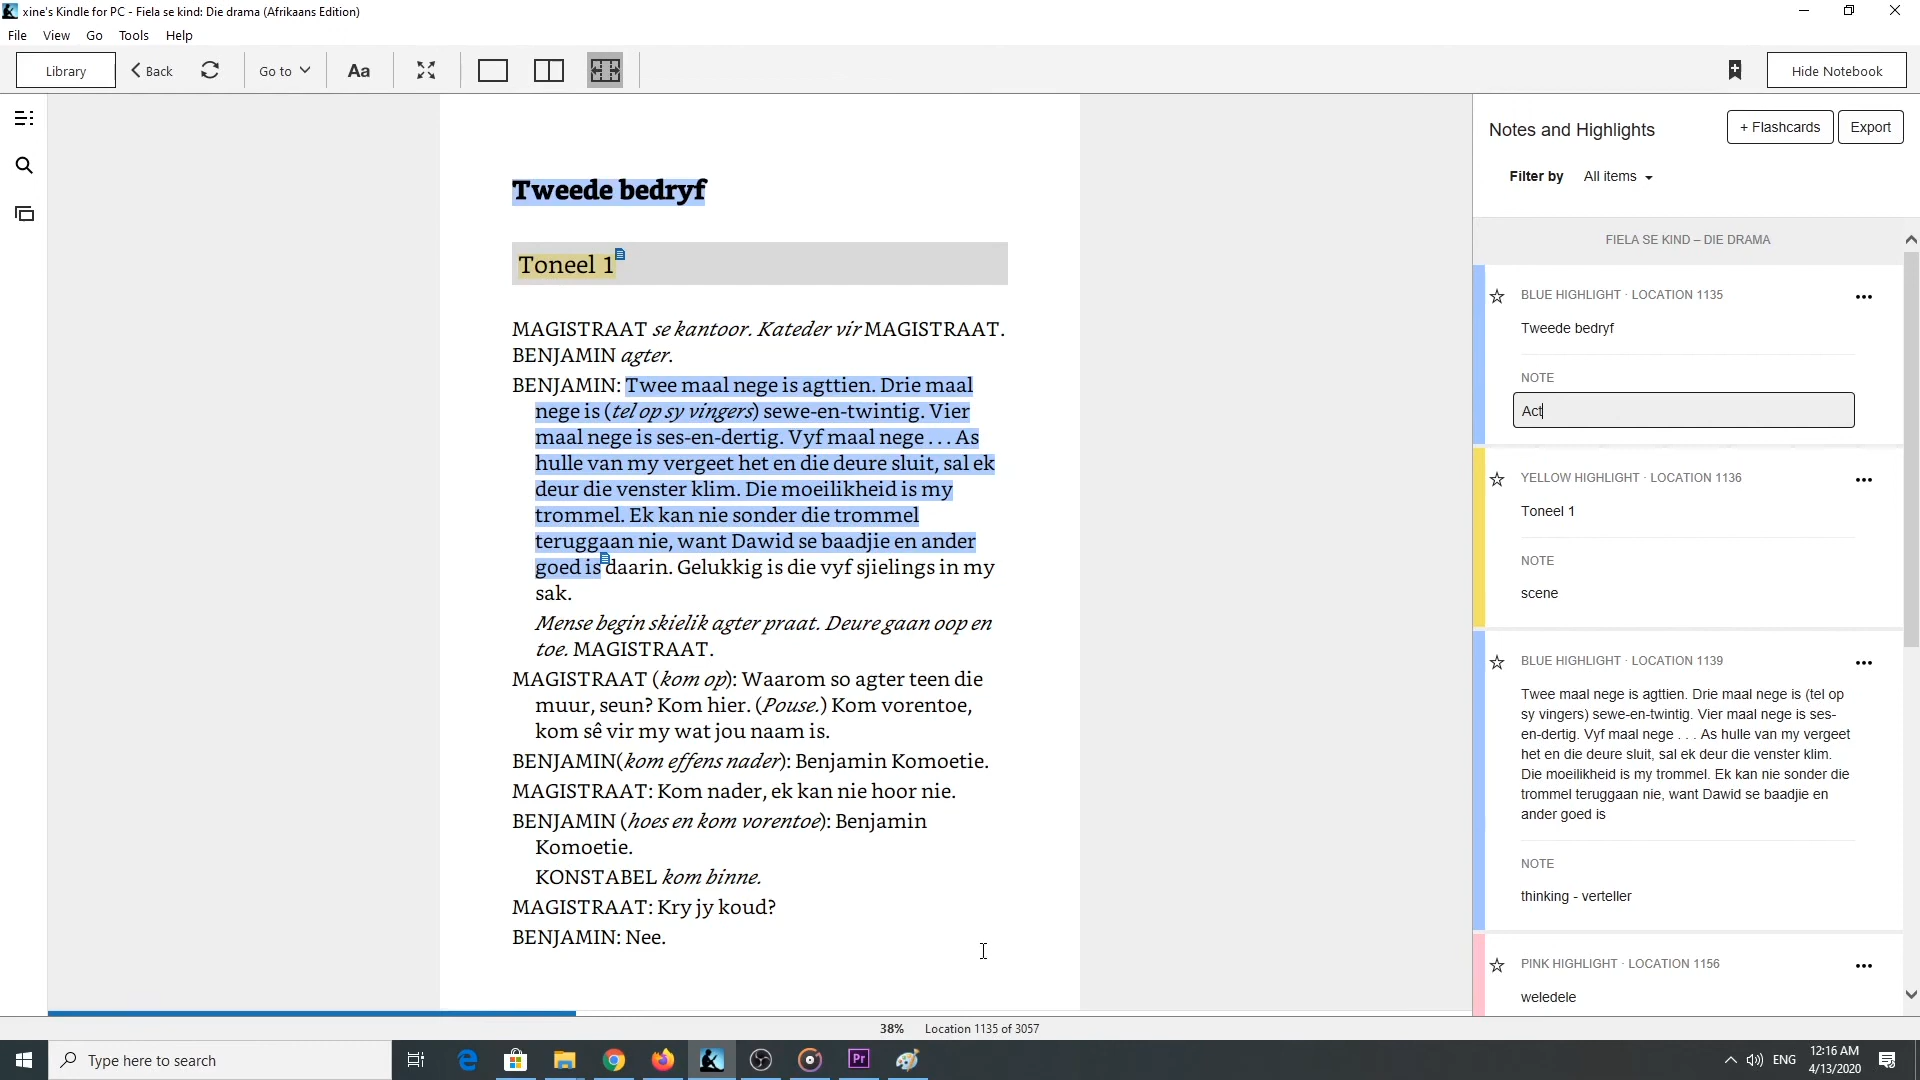 xine's Kindle for PC - Fiela se kind: Die drama (Afrikaans Edition)
File View Go Tools Help
Library Back Go to Aa Hide Notebook
Tweede bedryf
Toneel 1
MAGISTRAAT se kantoor. Kateder vir MAGISTRAAT.
BENJAMIN agter.
BENJAMIN: Twee maal nege is agttien. Drie maal
nege is (tel op sy vingers) sewe-en-twintig. Vier
maal nege is ses-en-dertig. Vyf maal nege . . . As
hulle van my vergeet het en die deure sluit, sal ek
deur die venster klim. Die moeilikheid is my
trommel. Ek kan nie sonder die trommel
teruggaan nie, want Dawid se baadjie en ander
goed is daarin. Gelukkig is die vyf sjielings in my
sak.
Mense begin skielik agter praat. Deure gaan oop en
toe. MAGISTRAAT.
MAGISTRAAT (kom op): Waarom so agter teen die
muur, seun? Kom hier. (Pouse.) Kom vorentoe,
kom sê vir my wat jou naam is.
BENJAMIN(kom effens nader): Benjamin Komoetie.
MAGISTRAAT: Kom nader, ek kan nie hoor nie.
BENJAMIN (hoes en kom vorentoe): Benjamin
Komoetie.
KONSTABEL kom binne.
MAGISTRAAT: Kry jy koud?
BENJAMIN: Nee.
Notes and Highlights + Flashcards Export
Filter by All items
FIELA SE KIND – DIE DRAMA
BLUE HIGHLIGHT · LOCATION 1135
Tweede bedryf
NOTE
Act
YELLOW HIGHLIGHT · LOCATION 1136
Toneel 1
NOTE
scene
BLUE HIGHLIGHT · LOCATION 1139
Twee maal nege is agttien. Drie maal nege is (tel op
sy vingers) sewe-en-twintig. Vier maal nege is ses-
en-dertig. Vyf maal nege . . . As hulle van my vergeet
het en die deure sluit, sal ek deur die venster klim.
Die moeilikheid is my trommel. Ek kan nie sonder die
trommel teruggaan nie, want Dawid se baadjie en
ander goed is
NOTE
thinking - verteller
PINK HIGHLIGHT · LOCATION 1156
weledele
38% Location 1135 of 3057
Type here to search
Pr
ENG
12:16 AM
4/13/2020